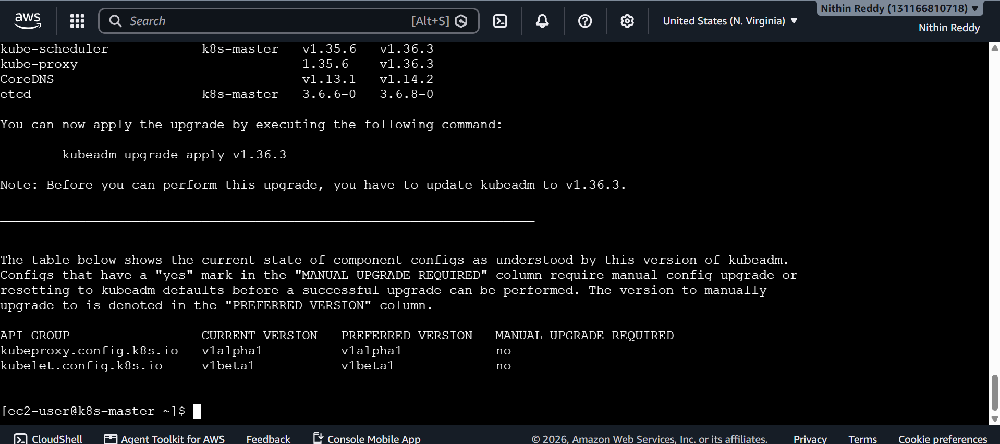 aws
Search [Alt+S]
United States (N. Virginia) ▼
Nithin Reddy (131166810718) ▼
Nithin Reddy
kube-scheduler k8s-master v1.35.6 v1.36.3
kube-proxy 1.35.6 v1.36.3
CoreDNS v1.13.1 v1.14.2
etcd k8s-master 3.6.6-0 3.6.8-0
You can now apply the upgrade by executing the following command:
kubeadm upgrade apply v1.36.3
Note: Before you can perform this upgrade, you have to update kubeadm to v1.36.3.
The table below shows the current state of component configs as understood by this version of kubeadm.
Configs that have a "yes" mark in the "MANUAL UPGRADE REQUIRED" column require manual config upgrade or
resetting to kubeadm defaults before a successful upgrade can be performed. The version to manually
upgrade to is denoted in the "PREFERRED VERSION" column.
API GROUP CURRENT VERSION PREFERRED VERSION MANUAL UPGRADE REQUIRED
kubeproxy.config.k8s.io v1alpha1 v1alpha1 no
kubelet.config.k8s.io v1beta1 v1beta1 no
[ec2-user@k8s-master ~]$
CloudShell Agent Toolkit for AWS Feedback Console Mobile App © 2026, Amazon Web Services, Inc. or its affiliates. Privacy Terms Cookie preferences